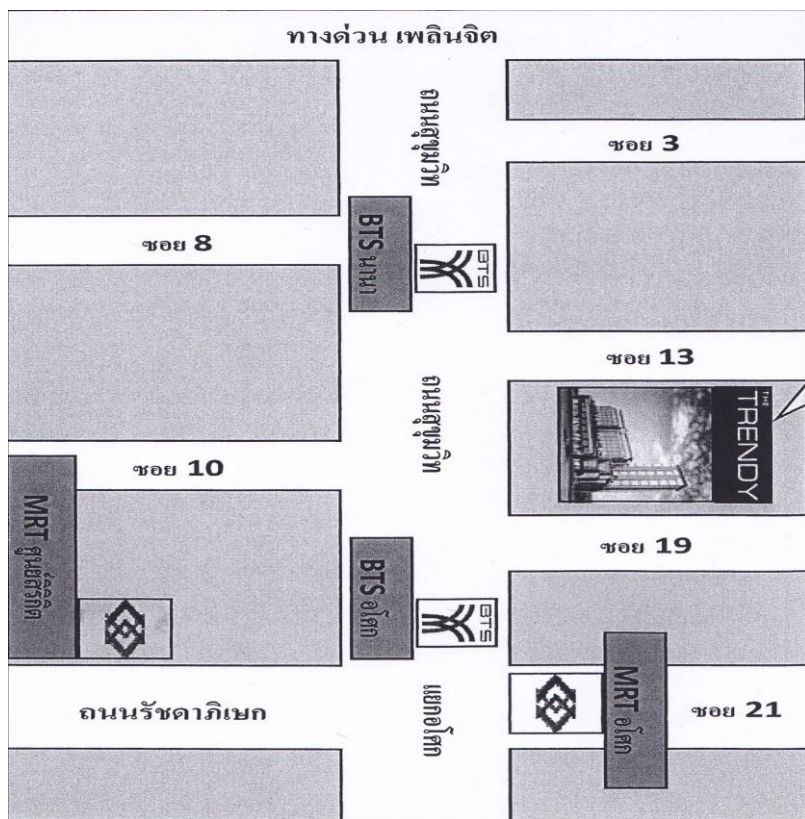 ทางด่วน เพลินจิต
ถนนสุขุมวิท
ซอย 3
ซอย 8
BTS นานา
BTS
ซอย 13
ถนนสุขุมวิท
THE
TRENDY
ซอย 10
MRT ศูนย์สิริกิติ์
ซอย 19
BTS อโศก
BTS
MRT อโศก
ถนนรัชดาภิเษก
แยกอโศก
ซอย 21